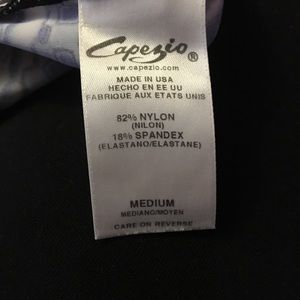 Capezio®
www.capezio.com
MADE IN USA
HECHO EN EE UU
FABRIQUE AUX ETATS UNIS
82% NYLON
(NILON)
18% SPANDEX
(ELASTANO/ELASTANE)
MEDIUM
MEDIANO/MOYEN
CARE ON REVERSE